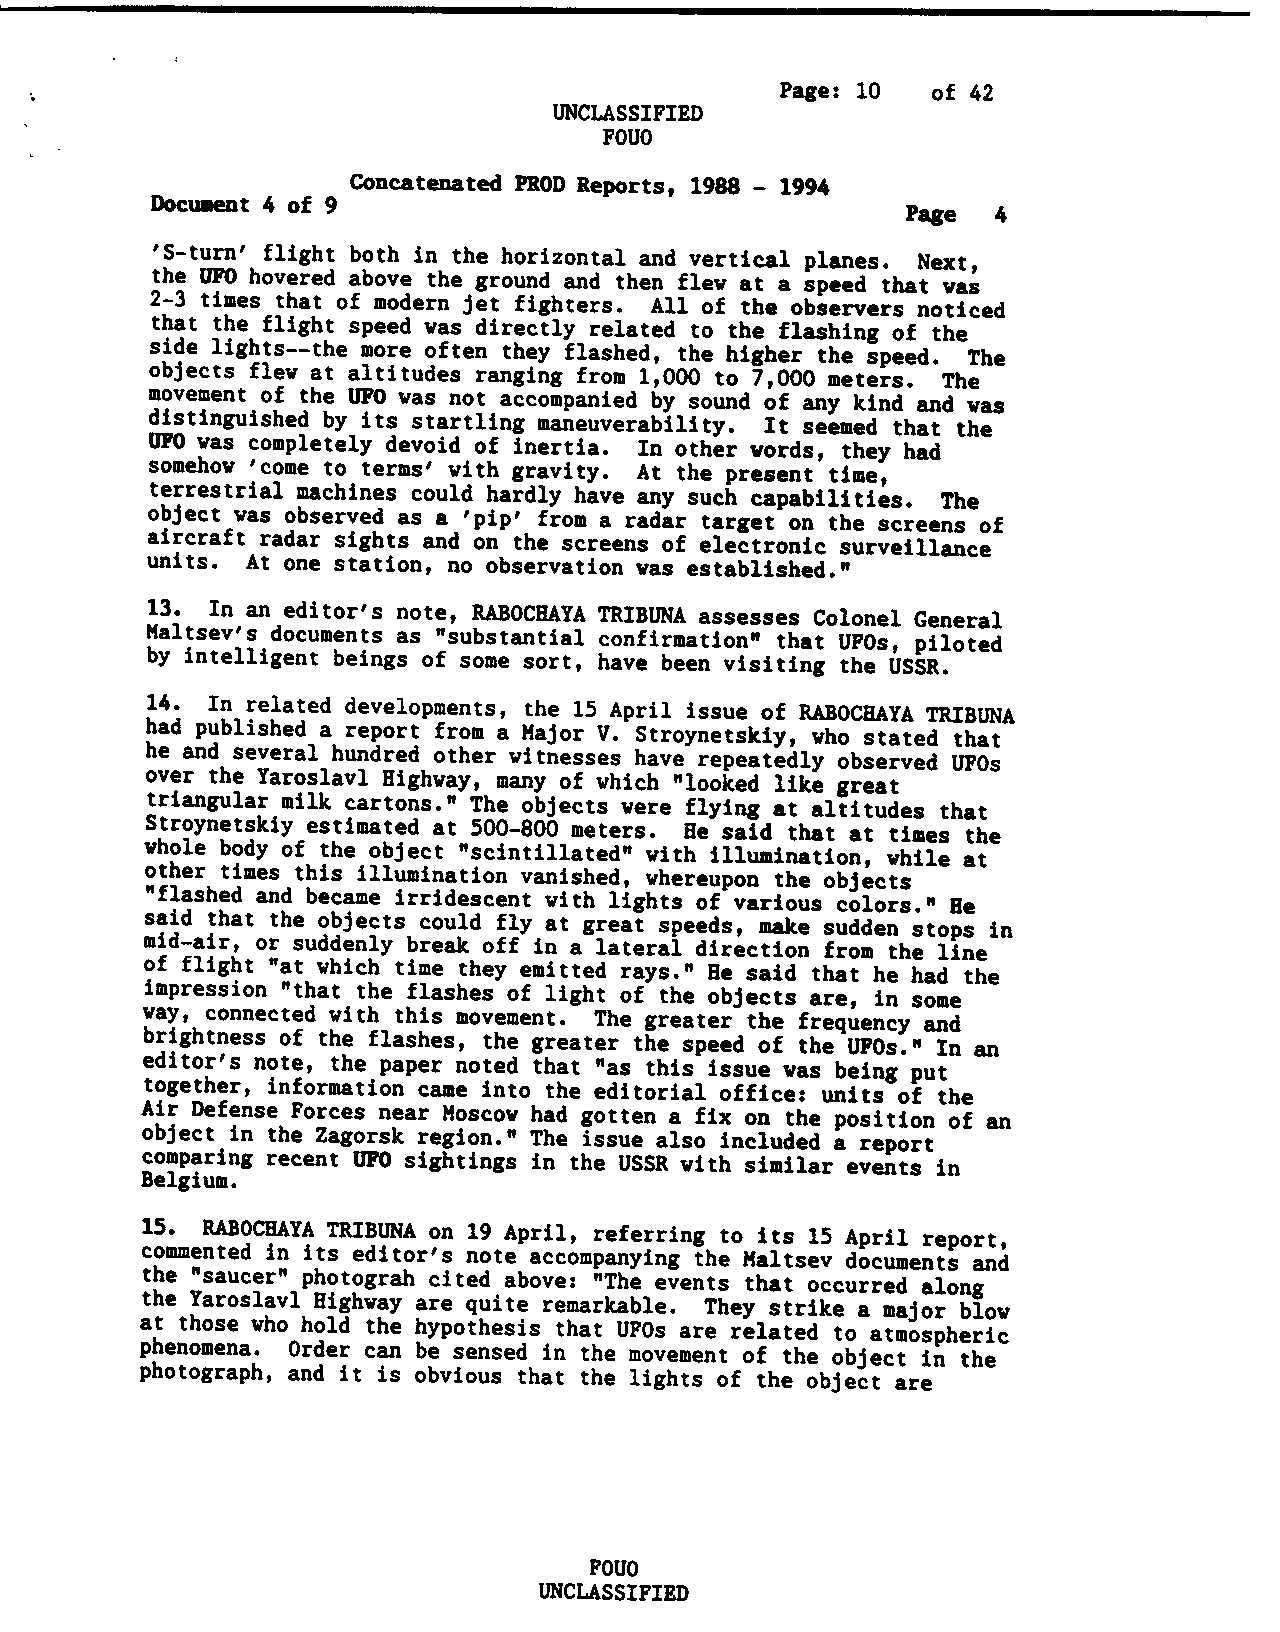 Page: 10 of 42
UNCLASSIFIED
FOUO
Concatenated PROD Reports, 1988 - 1994
Document 4 of 9
Page 4
'S-turn' flight both in the horizontal and vertical planes. Next,
the UFO hovered above the ground and then flew at a speed that was
2-3 times that of modern jet fighters. All of the observers noticed
that the flight speed was directly related to the flashing of the
side lights--the more often they flashed, the higher the speed. The
objects flew at altitudes ranging from 1,000 to 7,000 meters. The
movement of the UFO was not accompanied by sound of any kind and was
distinguished by its startling maneuverability. It seemed that the
UFO was completely devoid of inertia. In other words, they had
somehow 'come to terms' with gravity. At the present time,
terrestrial machines could hardly have any such capabilities. The
object was observed as a 'pip' from a radar target on the screens of
aircraft radar sights and on the screens of electronic surveillance
units. At one station, no observation was established."
13. In an editor's note, RABOCHAYA TRIBUNA assesses Colonel General
Maltsev's documents as "substantial confirmation" that UFOs, piloted
by intelligent beings of some sort, have been visiting the USSR.
14. In related developments, the 15 April issue of RABOCHAYA TRIBUNA
had published a report from a Major V. Stroynetskiy, who stated that
he and several hundred other witnesses have repeatedly observed UFOs
over the Yaroslavl Highway, many of which "looked like great
triangular milk cartons." The objects were flying at altitudes that
Stroynetskiy estimated at 500-800 meters. He said that at times the
whole body of the object "scintillated" with illumination, while at
other times this illumination vanished, whereupon the objects
"flashed and became irridescent with lights of various colors." He
said that the objects could fly at great speeds, make sudden stops in
mid-air, or suddenly break off in a lateral direction from the line
of flight "at which time they emitted rays." He said that he had the
impression "that the flashes of light of the objects are, in some
way, connected with this movement. The greater the frequency and
brightness of the flashes, the greater the speed of the UFOs." In an
editor's note, the paper noted that "as this issue was being put
together, information came into the editorial office: units of the
Air Defense Forces near Moscow had gotten a fix on the position of an
object in the Zagorsk region." The issue also included a report
comparing recent UFO sightings in the USSR with similar events in
Belgium.
15. RABOCHAYA TRIBUNA on 19 April, referring to its 15 April report,
commented in its editor's note accompanying the Maltsev documents and
the "saucer" photograh cited above: "The events that occurred along
the Yaroslavl Highway are quite remarkable. They strike a major blow
at those who hold the hypothesis that UFOs are related to atmospheric
phenomena. Order can be sensed in the movement of the object in the
photograph, and it is obvious that the lights of the object are
FOUO
UNCLASSIFIED